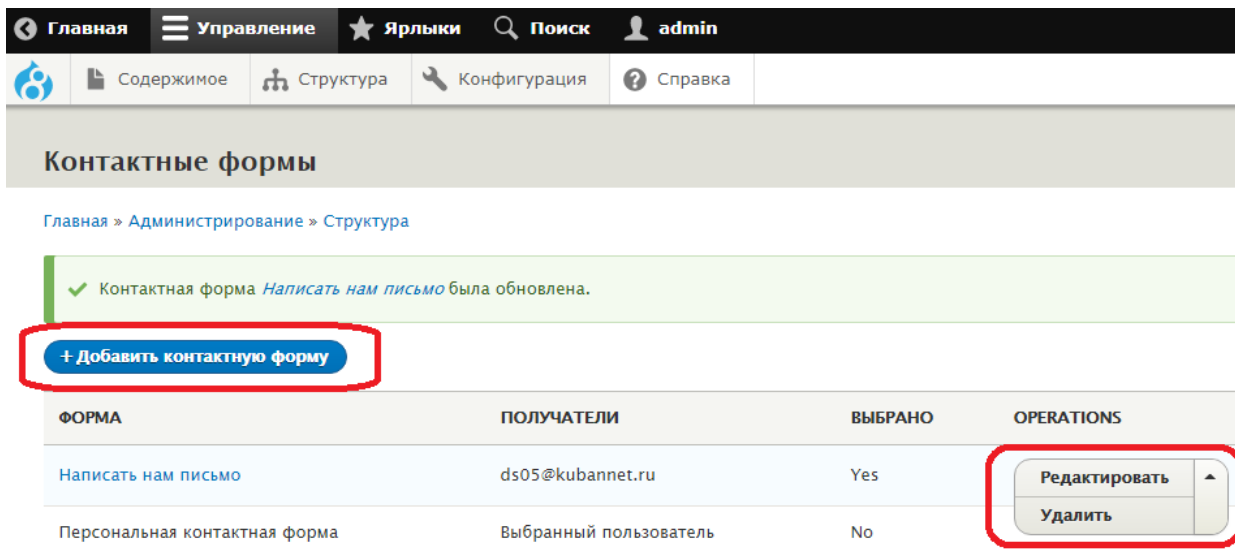 Главная Управление Ярлыки Поиск admin
Содержимое Структура Конфигурация Справка
Контактные формы
Главная » Администрирование » Структура
Контактная форма Написать нам письмо была обновлена.
+ Добавить контактную форму
ФОРМА ПОЛУЧАТЕЛИ ВЫБРАНО OPERATIONS
Написать нам письмо ds05@kubannet.ru Yes Редактировать
Удалить
Персональная контактная форма Выбранный пользователь No